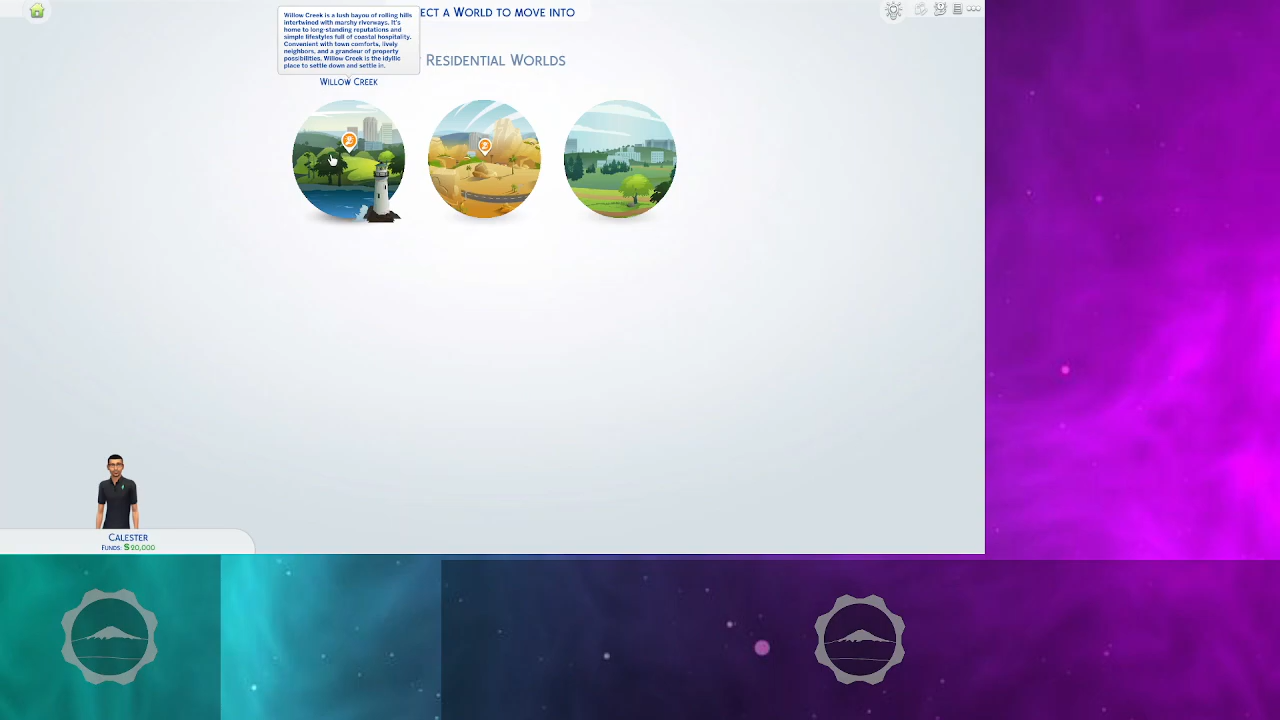 ECT A WORLD TO MOVE INTO
Willow Creek is a lush bayou of rolling hills
intertwined with marshy riverways. It's
home to long-standing reputations and
simple lifestyles full of coastal hospitality.
Convenient with town comforts, lively
neighbors, and a grandeur of property
possibilities, Willow Creek is the idyllic
place to settle down and settle in.
RESIDENTIAL WORLDS
WILLOW CREEK
CALESTER
FUNDS: §20,000